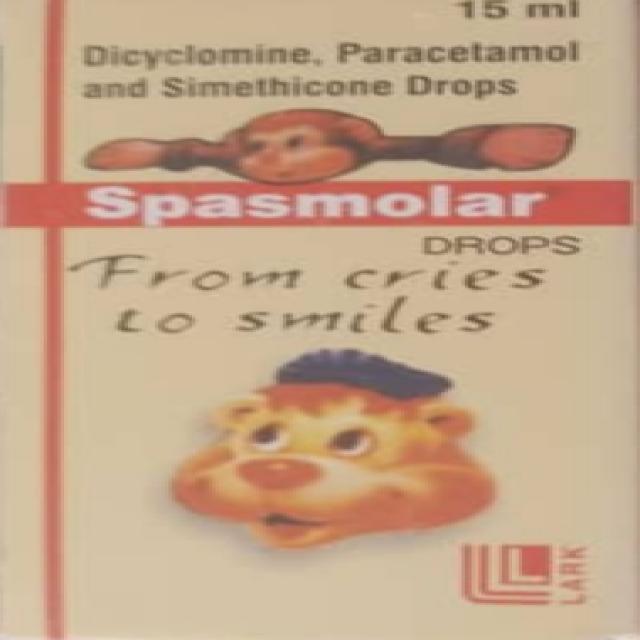 15 ml
Dicyclomine, Paracetamol
and Simethicone Drops
Spasmolar
DROPS
From cries
to smiles
LARK